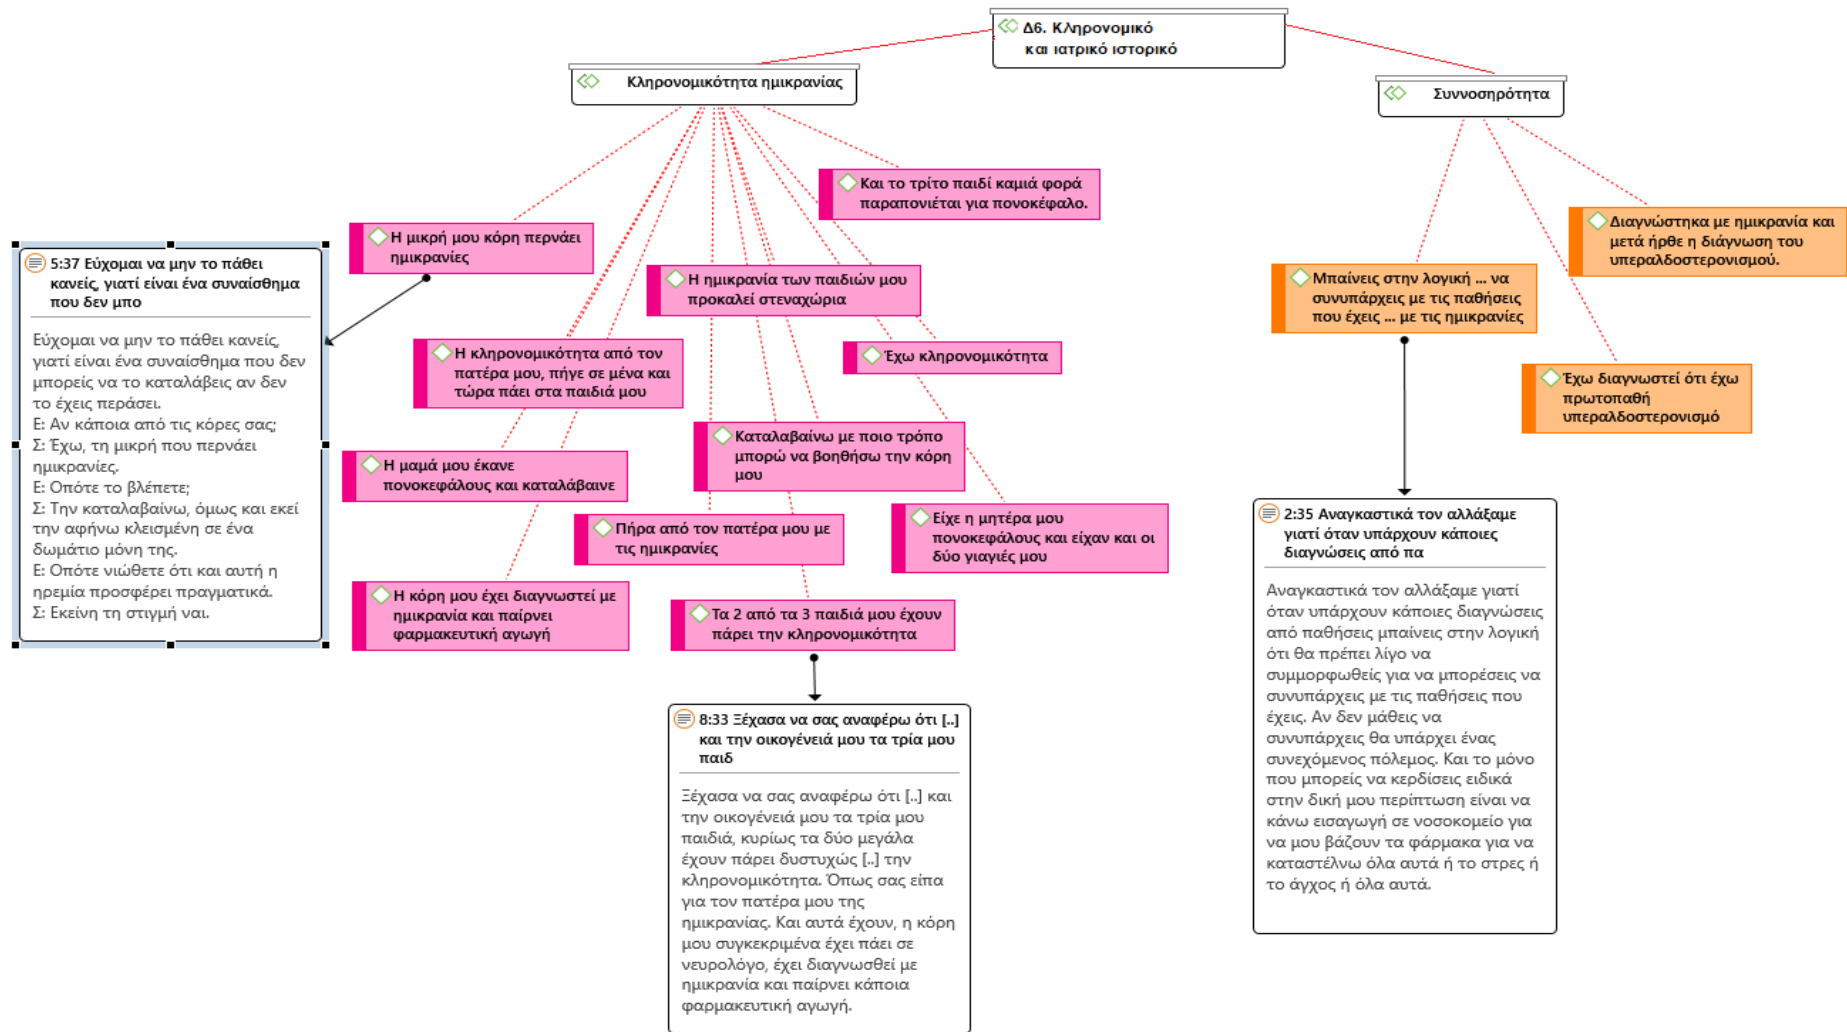 Δ6. Κληρονομικό
και ιατρικό ιστορικό
Κληρονομικότητα ημικρανίας
Συννοσηρότητα
Και το τρίτο παιδί καμιά φορά
παραπονιέται για πονοκέφαλο.
Η μικρή μου κόρη περνάει
ημικρανίες
Διαγνώστηκα με ημικρανία και
μετά ήρθε η διάγνωση του
υπεραλδοστερονισμού.
5:37 Εύχομαι να μην το πάθει
κανείς, γιατί είναι ένα συναίσθημα
που δεν μπο
Εύχομαι να μην το πάθει κανείς,
γιατί είναι ένα συναίσθημα που δεν
μπορείς να το καταλάβεις αν δεν
το έχεις περάσει.
Ε: Αν κάποια από τις κόρες σας;
Σ: Έχω, τη μικρή που περνάει
ημικρανίες.
Ε: Οπότε το βλέπετε;
Σ: Την καταλαβαίνω, όμως και εκεί
την αφήνω κλεισμένη σε ένα
δωμάτιο μόνη της.
Ε: Οπότε νιώθετε ότι και αυτή η
ηρεμία προσφέρει πραγματικά.
Σ: Εκείνη τη στιγμή ναι.
Η ημικρανία των παιδιών μου
προκαλεί στεναχώρια
Μπαίνεις στην λογική ... να
συνυπάρχεις με τις παθήσεις
που έχεις ... με τις ημικρανίες
Η κληρονομικότητα από τον
πατέρα μου, πήγε σε μένα και
τώρα πάει στα παιδιά μου
Έχω κληρονομικότητα
Έχω διαγνωστεί ότι έχω
πρωτοπαθή
υπεραλδοστερονισμό
Καταλαβαίνω με ποιο τρόπο
μπορώ να βοηθήσω την κόρη
μου
Η μαμά μου έκανε
πονοκεφάλους και καταλάβαινε
Πήρα από τον πατέρα μου με
τις ημικρανίες
Είχε η μητέρα μου
πονοκεφάλους και είχαν και οι
δύο γιαγιές μου
Η κόρη μου έχει διαγνωστεί με
ημικρανία και παίρνει
φαρμακευτική αγωγή
Τα 2 από τα 3 παιδιά μου έχουν
πάρει την κληρονομικότητα
8:33 Ξέχασα να σας αναφέρω ότι [..]
και την οικογένειά μου τα τρία μου
παιδ
Ξέχασα να σας αναφέρω ότι [..] και
την οικογένειά μου τα τρία μου
παιδιά, κυρίως τα δύο μεγάλα
έχουν πάρει δυστυχώς [..] την
κληρονομικότητα. Όπως σας είπα
για τον πατέρα μου της
ημικρανίας. Και αυτά έχουν, η κόρη
μου συγκεκριμένα έχει πάει σε
νευρολόγο, έχει διαγνωσθεί με
ημικρανία και παίρνει κάποια
φαρμακευτική αγωγή.
2:35 Αναγκαστικά τον αλλάξαμε
γιατί όταν υπάρχουν κάποιες
διαγνώσεις από πα
Αναγκαστικά τον αλλάξαμε γιατί
όταν υπάρχουν κάποιες διαγνώσεις
από παθήσεις μπαίνεις στην λογική
ότι θα πρέπει λίγο να
συμμορφωθείς για να μπορέσεις να
συνυπάρχεις με τις παθήσεις που
έχεις. Αν δεν μάθεις να
συνυπάρχεις θα υπάρχει ένας
συνεχόμενος πόλεμος. Και το μόνο
που μπορείς να κερδίσεις ειδικά
στην δική μου περίπτωση είναι να
κάνω εισαγωγή σε νοσοκομείο για
να μου βάζουν τα φάρμακα για να
καταστέλνω όλα αυτά ή το στρες ή
το άγχος ή όλα αυτά.